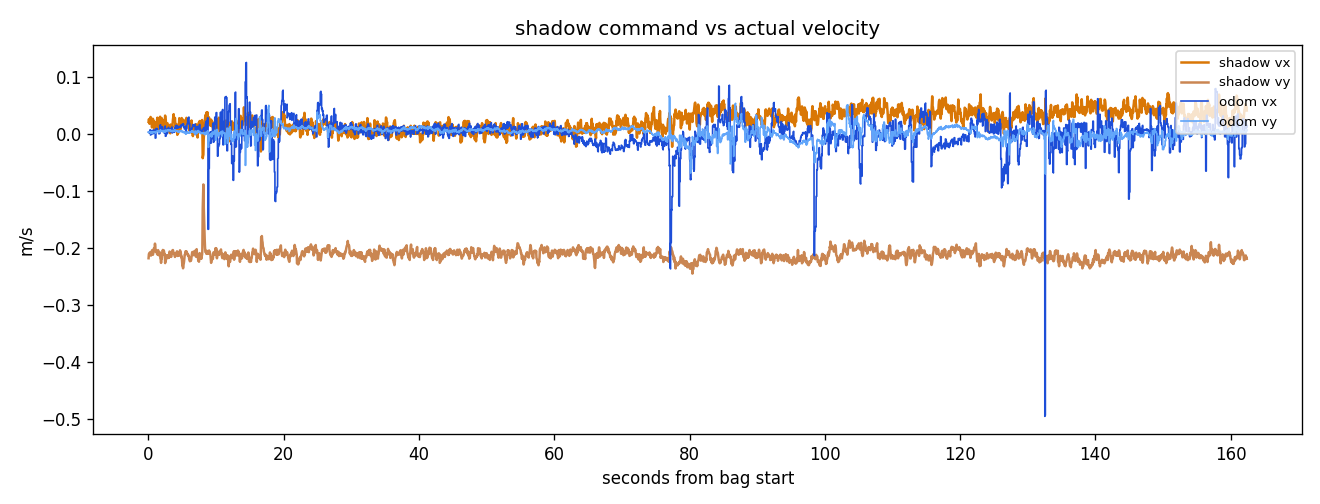 shadow command vs actual velocity
shadow vx
shadow vy
odom vx
odom vy
m/s
0.1
0.0
−0.1
−0.2
−0.3
−0.4
−0.5
0 20 40 60 80 100 120 140 160
seconds from bag start